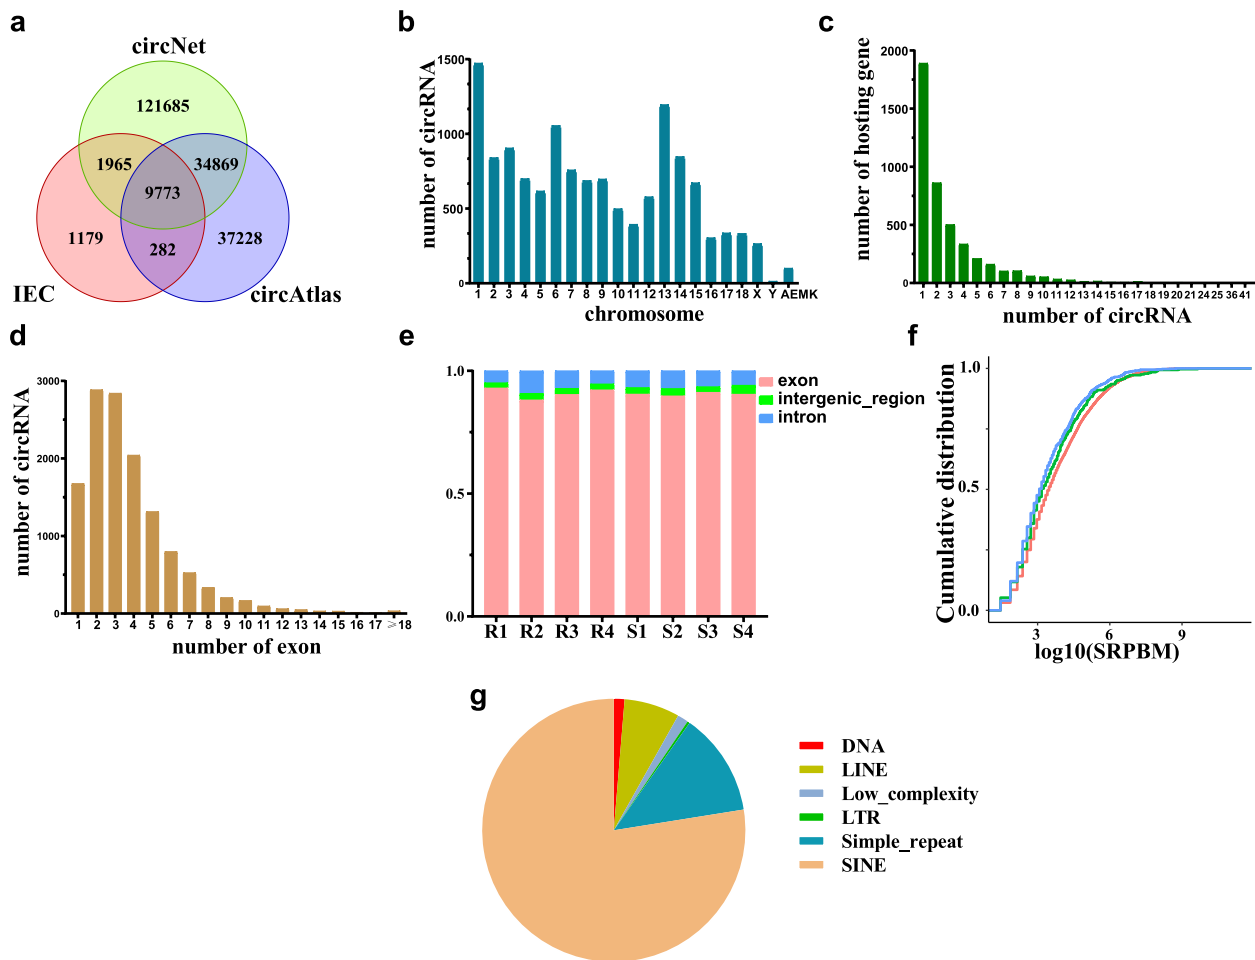 a
circNet
121685
1965
34869
9773
1179
282
37228
IEC
circAtlas
b
number of circRNA
1500
1000
500
0
1 2 3 4 5 6 7 8 9 10 11 12 13 14 15 16 17 18 X Y AEMK
chromosome
c
number of hosting gene
2000
1500
1000
500
0
1 2 3 4 5 6 7 8 9 10 11 12 13 14 15 16 17 18 19 20 21 24 25 36 41
number of circRNA
d
number of circRNA
3000
2000
1000
0
1 2 3 4 5 6 7 8 9 10 11 12 13 14 15 16 17 ≥18
number of exon
e
1.0
0.5
0.0
R1 R2 R3 R4 S1 S2 S3 S4
exon
intergenic_region
intron
f
Cumulative distribution
1.0
0.5
0.0
3 6 9
log10(SRPBM)
g
DNA
LINE
Low_complexity
LTR
Simple_repeat
SINE